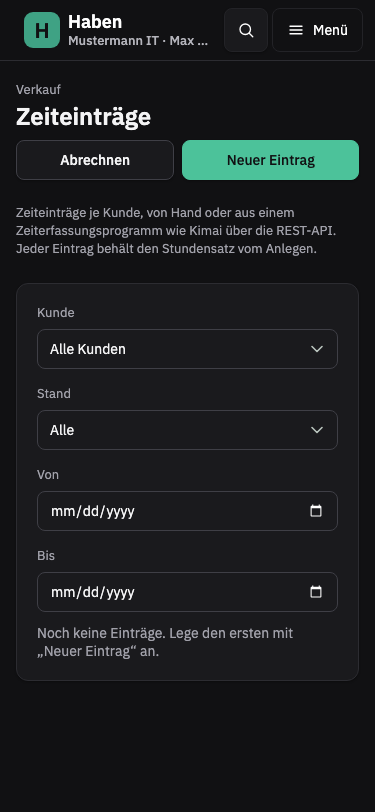 H
Haben
Mustermann IT · Max ...
Menü
Verkauf
Zeiteinträge
Abrechnen
Neuer Eintrag
Zeiteinträge je Kunde, von Hand oder aus einem
Zeiterfassungsprogramm wie Kimai über die REST-API.
Jeder Eintrag behält den Stundensatz vom Anlegen.
Kunde
Alle Kunden
Stand
Alle
Von
mm/dd/yyyy
Bis
mm/dd/yyyy
Noch keine Einträge. Lege den ersten mit
„Neuer Eintrag“ an.